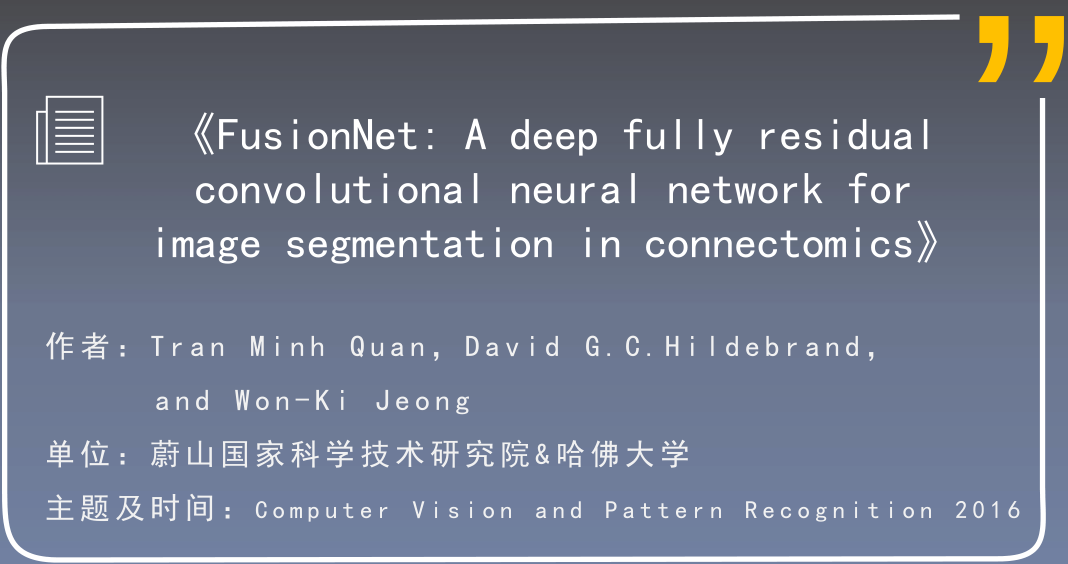 《FusionNet: A deep fully residual
convolutional neural network for
image segmentation in connectomics》
作者：Tran Minh Quan, David G.C.Hildebrand,
and Won-Ki Jeong
单位：蔚山国家科学技术研究院&哈佛大学
主题及时间：Computer Vision and Pattern Recognition 2016